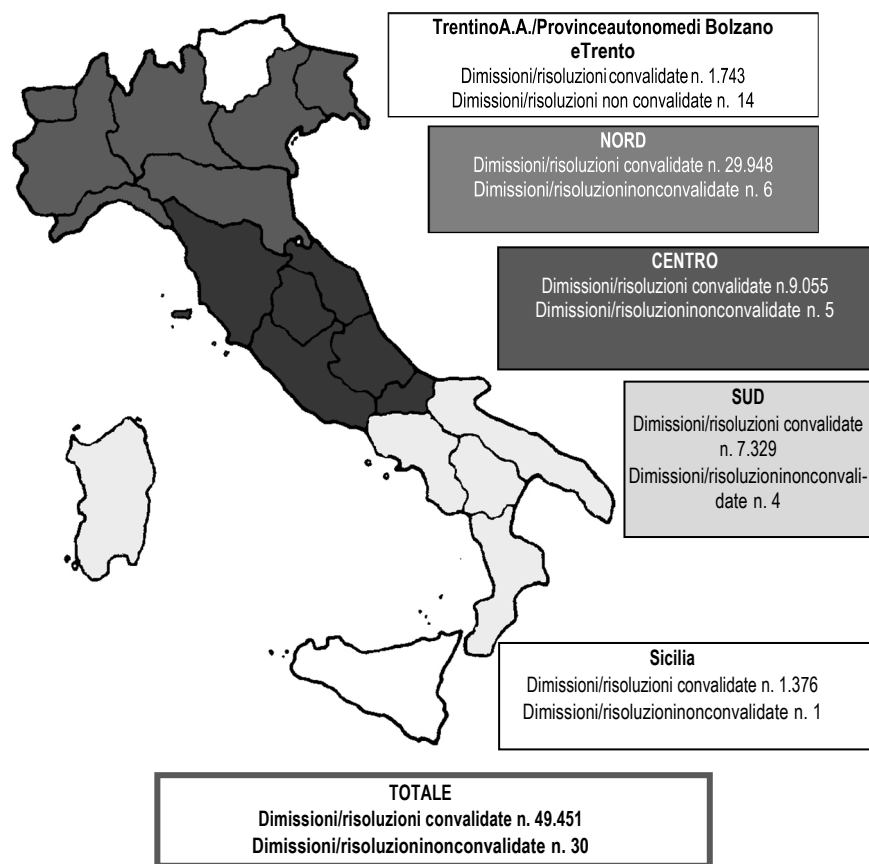 TrentinoA.A./Provinceautonomedi Bolzano
eTrento
Dimissioni/risoluzioni convalidate n. 1.743
Dimissioni/risoluzioni non convalidate n. 14
NORD
Dimissioni/risoluzioni convalidate n. 29.948
Dimissioni/risoluzioninonconvalidate n. 6
CENTRO
Dimissioni/risoluzioni convalidate n.9.055
Dimissioni/risoluzioninonconvalidate n. 5
SUD
Dimissioni/risoluzioni convalidate
n. 7.329
Dimissioni/risoluzioninonconvali-
date n. 4
Sicilia
Dimissioni/risoluzioni convalidate n. 1.376
Dimissioni/risoluzioninonconvalidate n. 1
TOTALE
Dimissioni/risoluzioni convalidate n. 49.451
Dimissioni/risoluzioninonconvalidate n. 30